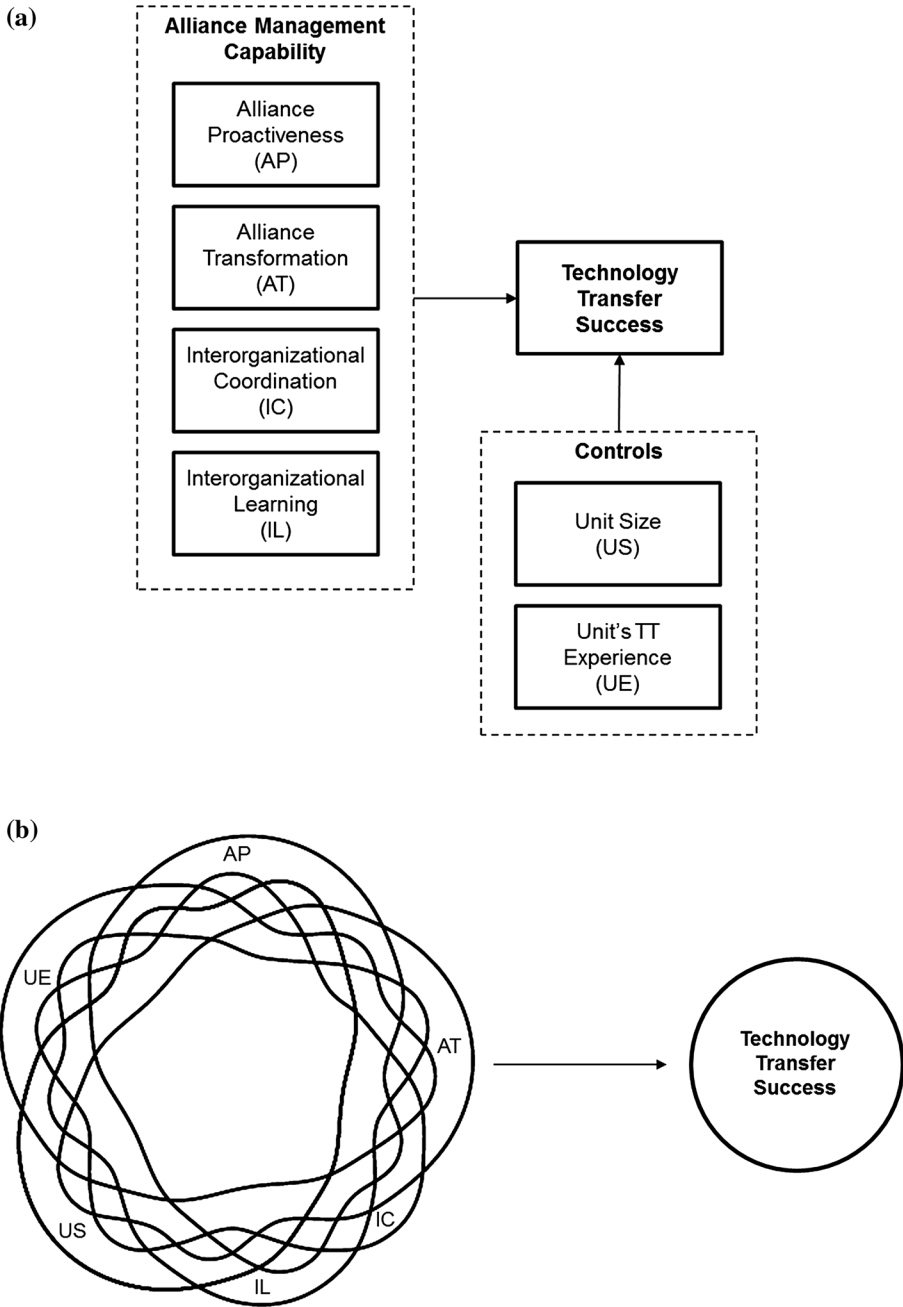 (a)
Alliance Management
Capability
Alliance
Proactiveness
(AP)
Alliance
Transformation
(AT)
Interorganizational
Coordination
(IC)
Interorganizational
Learning
(IL)
Technology
Transfer
Success
Controls
Unit Size
(US)
Unit's TT
Experience
(UE)
(b)
AP
UE
AT
US
IC
IL
Technology
Transfer
Success